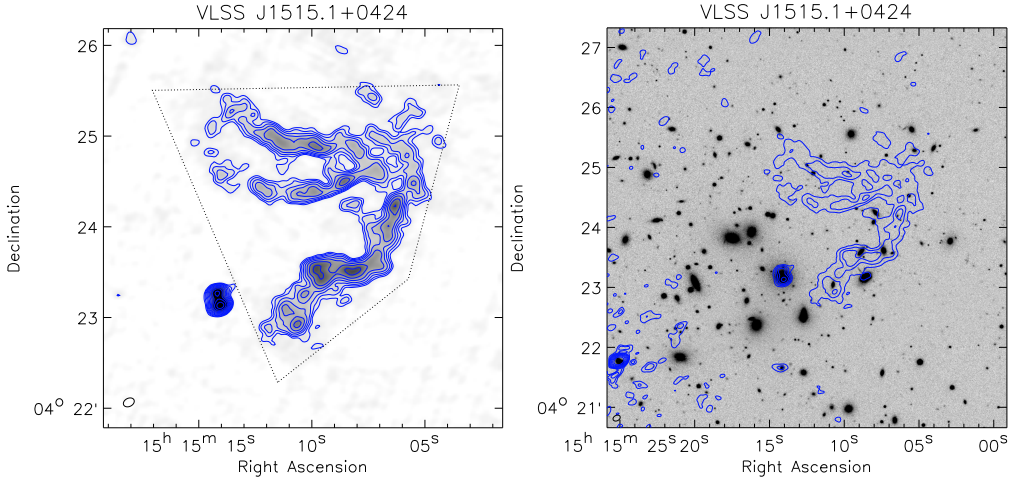 VLSS J1515.1+0424
26
25
24
23
04° 22'
15ʰ 15ᵐ 15ˢ 10ˢ 05ˢ
Right Ascension
Declination
VLSS J1515.1+0424
27
26
25
24
23
22
04° 21'
15ʰ 15ᵐ 25ˢ 20ˢ 15ˢ 10ˢ 05ˢ 00ˢ
Right Ascension
Declination